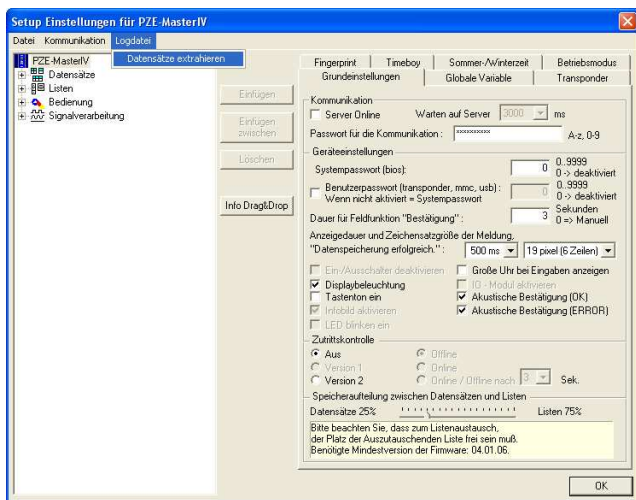 Setup Einstellungen für PZE-MasterIV
Datei Kommunikation Logdatei
Datensätze extrahieren
PZE-MasterIV
Datensätze
Listen
Bedienung
Signalverarbeitung
Einfügen
Einfügen
zwischen
Löschen
Info Drag&Drop
Fingerprint Timeboy Sommer-/Winterzeit Betriebsmodus
Grundeinstellungen Globale Variable Transponder
Kommunikation
Server Online Warten auf Server 3000 ms
Passwort für die Kommunikation : xxxxxxxxxx A-z, 0-9
Geräteeinstellungen
Systempasswort (bios): 0 0..9999
0 -> deaktiviert
Benutzerpasswort (transponder, mmc, usb) : 0 0..9999
Wenn nicht aktiviert = Systempasswort 0 -> deaktiviert
Dauer für Feldfunktion "Bestätigung" : 3 Sekunden
0 => Manuell
Anzeigedauer und Zeichensatzgröße der Meldung,
"Datenspeicherung erfolgreich." : 500 ms 19 pixel (6 Zeilen)
Ein-/Ausschalter deaktivieren Große Uhr bei Eingaben anzeigen
Displaybeleuchtung IO - Modul aktivieren
Tastenton ein Akustische Bestätigung (OK)
Infobild aktivieren Akustische Bestätigung (ERROR)
LED blinken ein
Zutrittskontrolle
Aus Offline
Version 1 Online
Version 2 Online / Offline nach 3 Sek.
Speicheraufteilung zwischen Datensätzen und Listen
Datensätze 25% Listen 75%
Bitte beachten Sie, dass zum Listenaustausch,
der Platz der Auszutauschenden Liste frei sein muß.
Benötigte Mindestversion der Firmware: 04.01.06.
OK